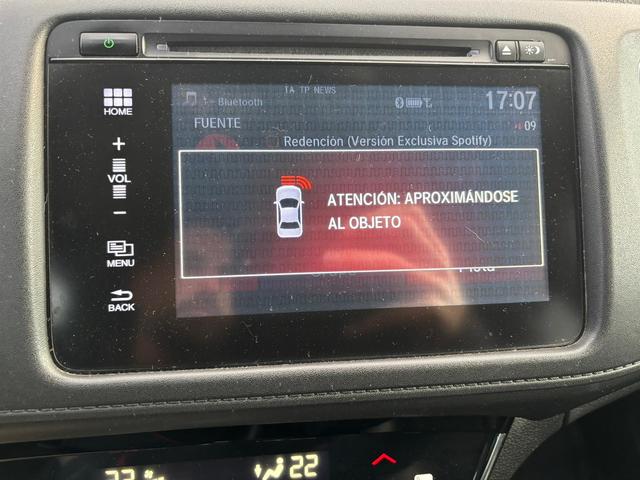 TA TP NEWS
1 - Bluetooth
17:07
HOME
FUENTE
09
Redención (Versión Exclusiva Spotify)
+
VOL
−
ATENCIÓN: APROXIMÁNDOSE
AL OBJETO
MENU
BACK
22